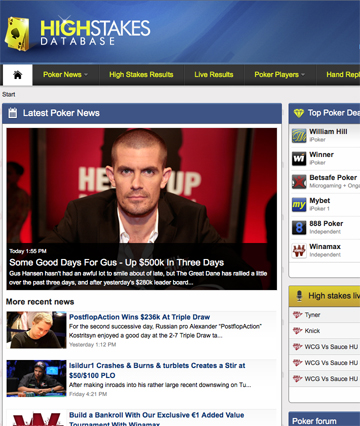 HIGHSTAKES
DATABASE
Poker News
High Stakes Results
Live Results
Poker Players
Hand Repl
Start
Latest Poker News
HE UP
Today 1:55 PM
Some Good Days For Gus - Up $500k In Three Days
Gus Hansen hasn't had an awful lot to smile about of late, but The Great Dane has rallied a little
over the past three days, and after yesterday's $280k leader board...
More recent news
PostflopAction Wins $236k At Triple Draw
For the second successive day, Russian pro Alexander "PostflopAction"
Kostritsyn enjoyed a good day at the 2-7 Triple Draw ta...
Yesterday 1:12 PM
Isildur1 Crashes & Burns & turblets Creates a Stir at
$50/$100 PLO
After making inroads into his rather large recent downswing on Tu...
Friday 4:21 PM
Build a Bankroll With Our Exclusive €1 Added Value
Tournament With Winamax
Top Poker Dea
William Hill
iPoker
wi
Winner
iPoker
Betsafe Poker
Microgaming + Onga
my
Mybet
iPoker 1
8
888 Poker
Independent
Winamax
Independent
High stakes liv
Tyner
Knick
WCG Vs Sauce HU
WCG Vs Sauce HU
WCG Vs Sauce HU
Poker forum